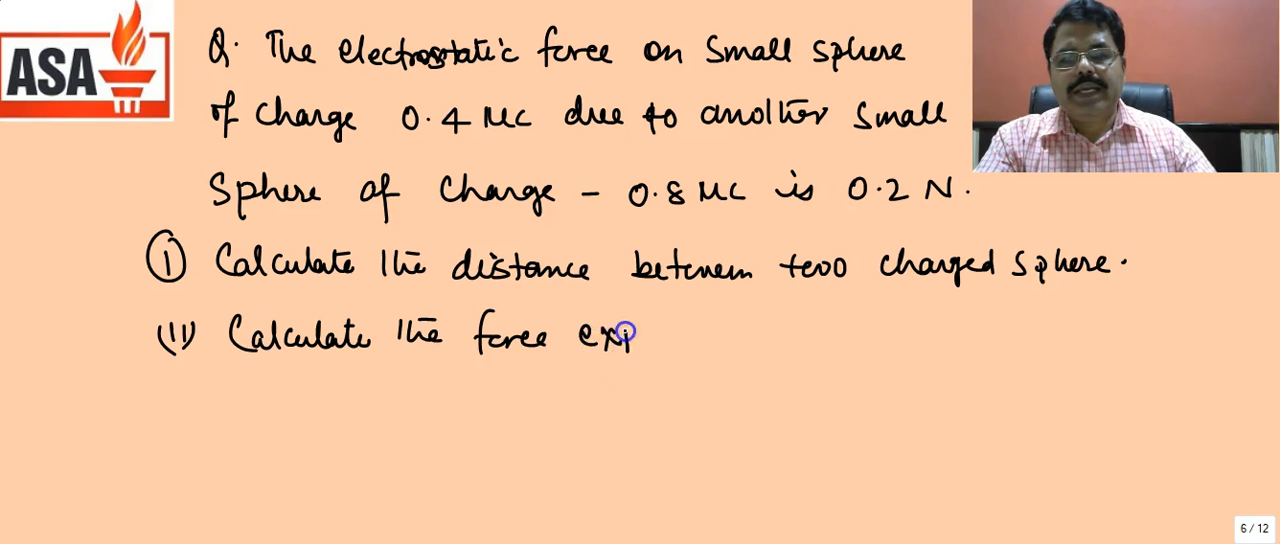 ASA
Q. The electrostatic force on small sphere
of charge 0.4 μc due to another small
sphere of charge - 0.8 μc is 0.2 N.
(i) Calculate the distance between two charged sphere.
(ii) Calculate the force exi
6 / 12